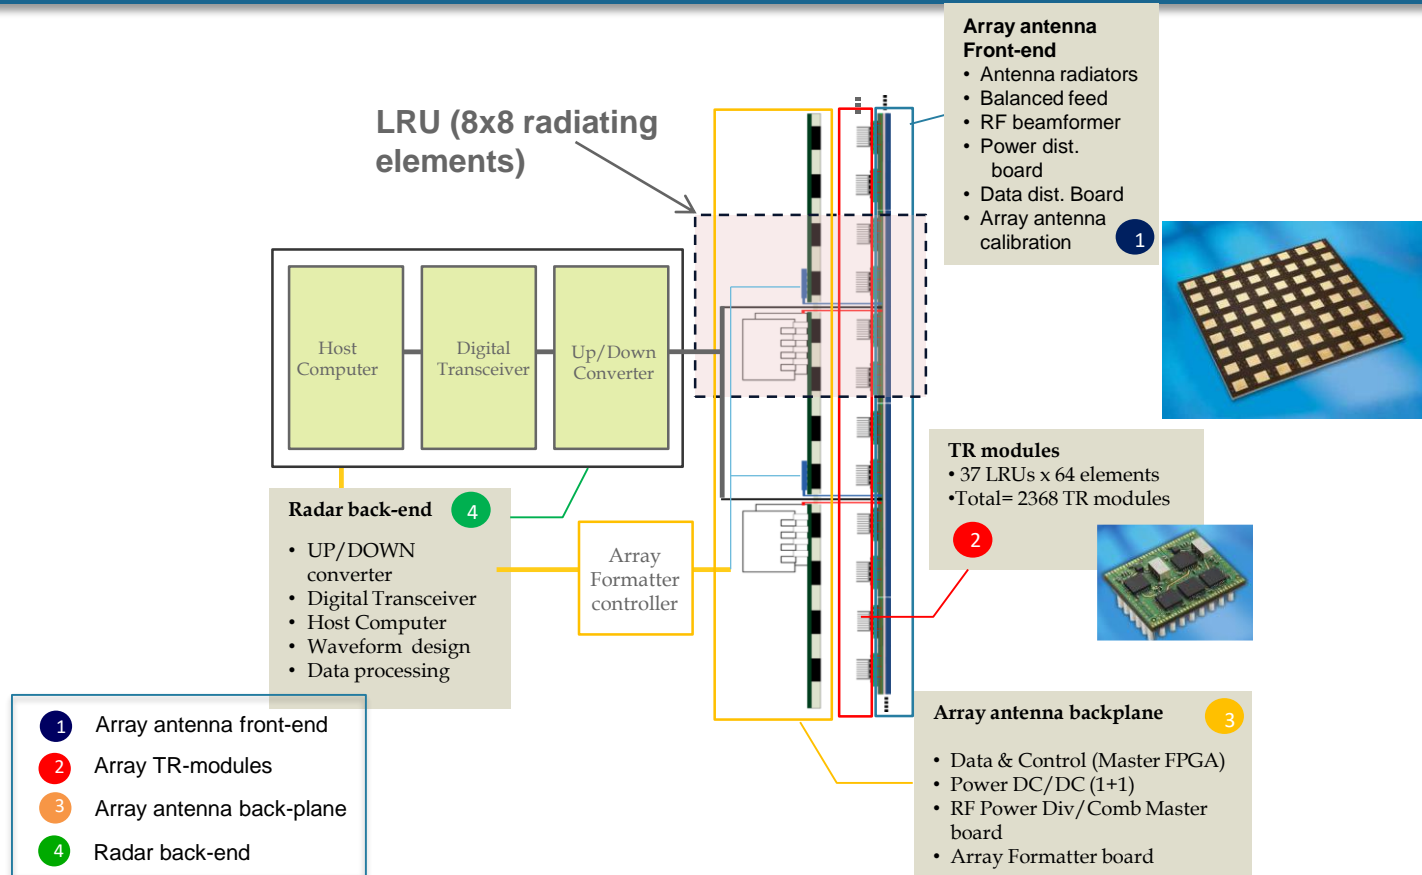 Array antenna
Front-end
• Antenna radiators
• Balanced feed
• RF beamformer
• Power dist.
board
• Data dist. Board
• Array antenna
calibration
1
LRU (8x8 radiating
elements)
Host
Computer
Digital
Transceiver
Up/Down
Converter
TR modules
• 37 LRUs x 64 elements
•Total= 2368 TR modules
2
Radar back-end
4
• UP/DOWN
converter
• Digital Transceiver
• Host Computer
• Waveform design
• Data processing
Array
Formatter
controller
Array antenna backplane
3
• Data & Control (Master FPGA)
• Power DC/DC (1+1)
• RF Power Div/Comb Master
board
• Array Formatter board
1 Array antenna front-end
2 Array TR-modules
3 Array antenna back-plane
4 Radar back-end